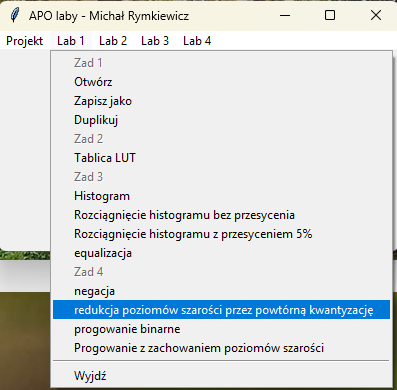 APO laby - Michał Rymkiewicz
Projekt Lab 1 Lab 2 Lab 3 Lab 4
Zad 1
Otwórz
Zapisz jako
Duplikuj
Zad 2
Tablica LUT
Zad 3
Histogram
Rozciągnięcie histogramu bez przesycenia
Rozciągnięcie histogramu z przesyceniem 5%
equalizacja
Zad 4
negacja
redukcja poziomów szarości przez powtórną kwantyzację
progowanie binarne
Progowanie z zachowaniem poziomów szarości
Wyjdź